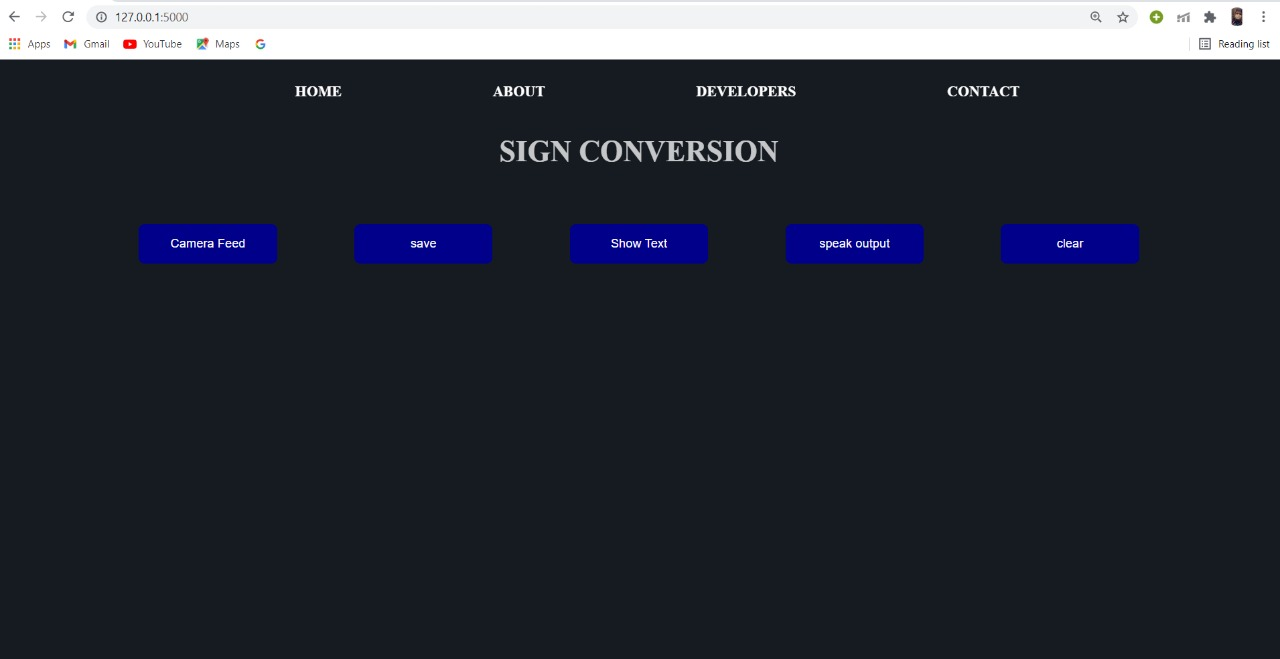 127.0.0.1:5000
Apps Gmail YouTube Maps Reading list
HOME ABOUT DEVELOPERS CONTACT
SIGN CONVERSION
Camera Feed save Show Text speak output clear